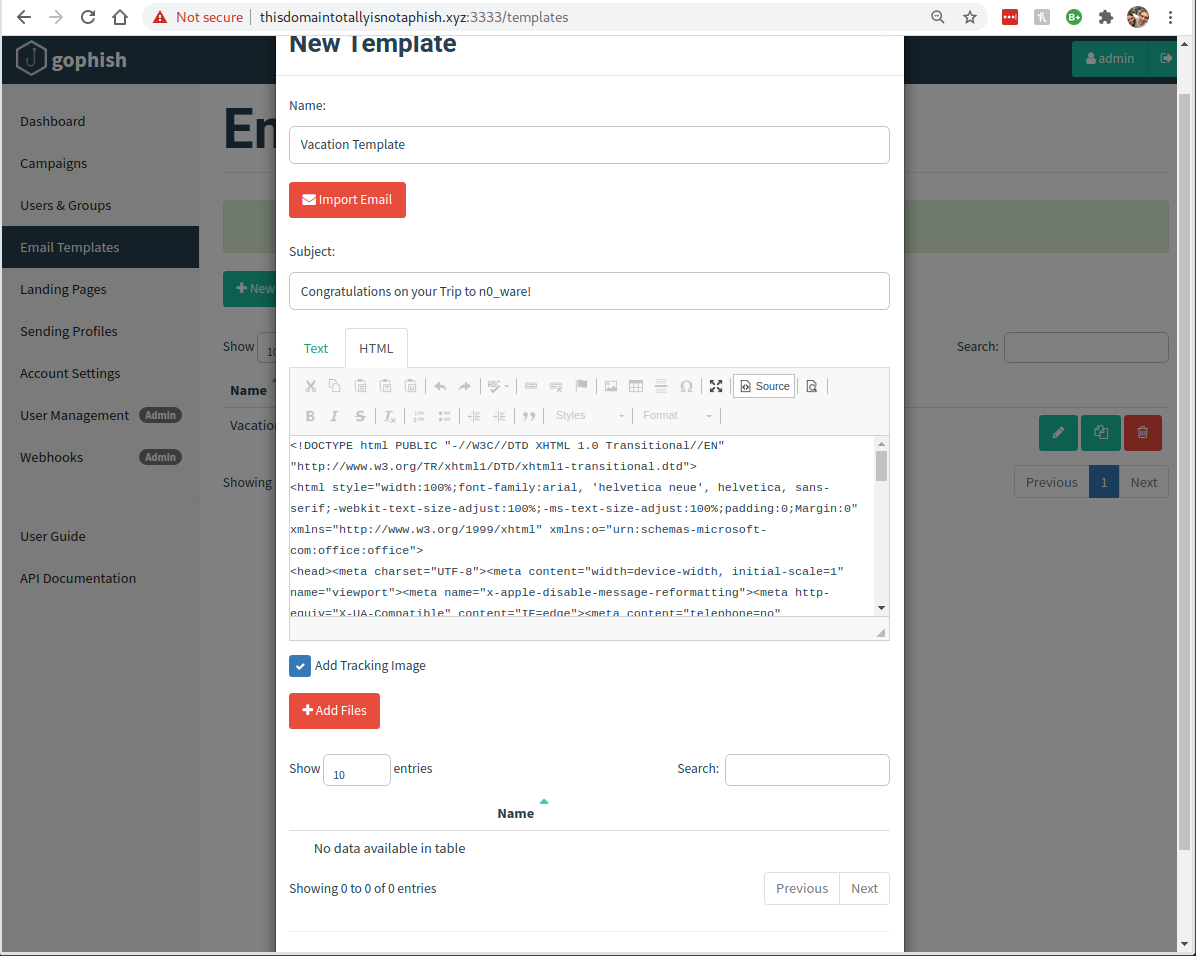 Not secure thisdomaintotallyisnotaphish.xyz:3333/templates
gophish
admin
Dashboard
Campaigns
Users & Groups
Email Templates
Landing Pages
Sending Profiles
Account Settings
User Management Admin
Webhooks Admin
User Guide
API Documentation
Em
New
Show 10
Search:
Name
Vacation
Showing
Previous 1 Next
New Template
Name:
Vacation Template
Import Email
Subject:
Congratulations on your Trip to n0_ware!
Text HTML
ABC
Source
B I S Styles Format
<!DOCTYPE html PUBLIC "-//W3C//DTD XHTML 1.0 Transitional//EN"
"http://www.w3.org/TR/xhtml1/DTD/xhtml1-transitional.dtd">
<html style="width:100%;font-family:arial, 'helvetica neue', helvetica, sans-
serif;-webkit-text-size-adjust:100%;-ms-text-size-adjust:100%;padding:0;Margin:0"
xmlns="http://www.w3.org/1999/xhtml" xmlns:o="urn:schemas-microsoft-
com:office:office">
<head><meta charset="UTF-8"><meta content="width=device-width, initial-scale=1"
name="viewport"><meta name="x-apple-disable-message-reformatting"><meta http-
equiv="X-UA-Compatible" content="IE=edge"><meta content="telephone=no"
Add Tracking Image
Add Files
Show 10 entries
Search:
Name
No data available in table
Showing 0 to 0 of 0 entries
Previous Next